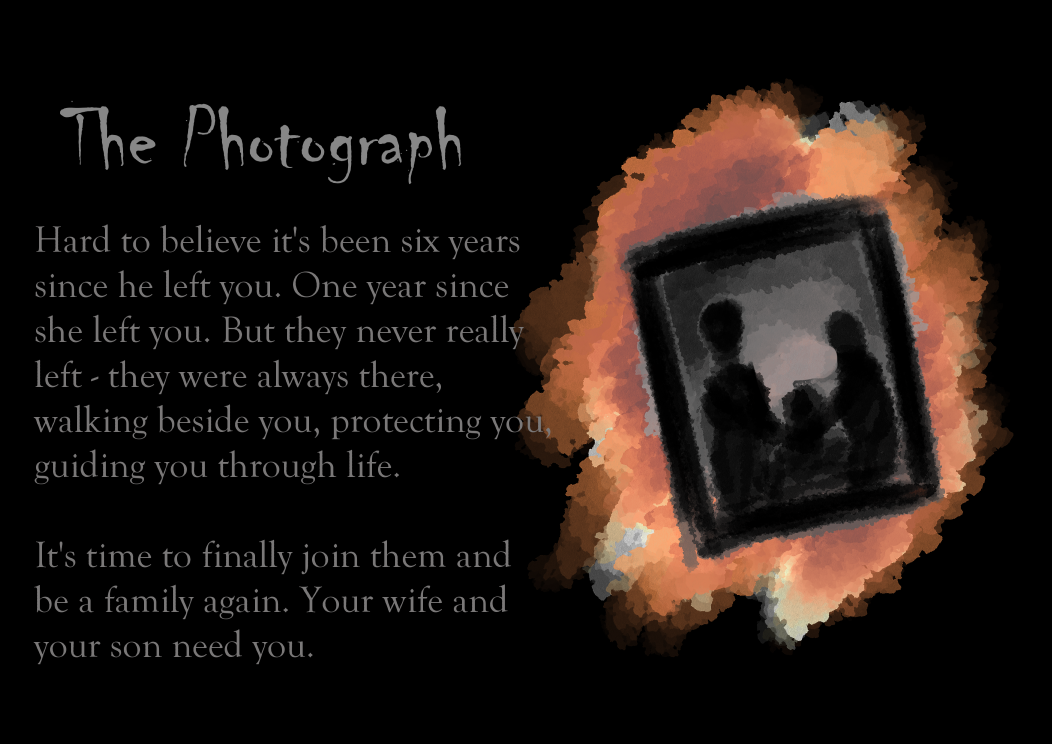 The Photograph
Hard to believe it's been six years
since he left you. One year since
she left you. But they never really
left - they were always there,
walking beside you, protecting you,
guiding you through life.
It's time to finally join them and
be a family again. Your wife and
your son need you.